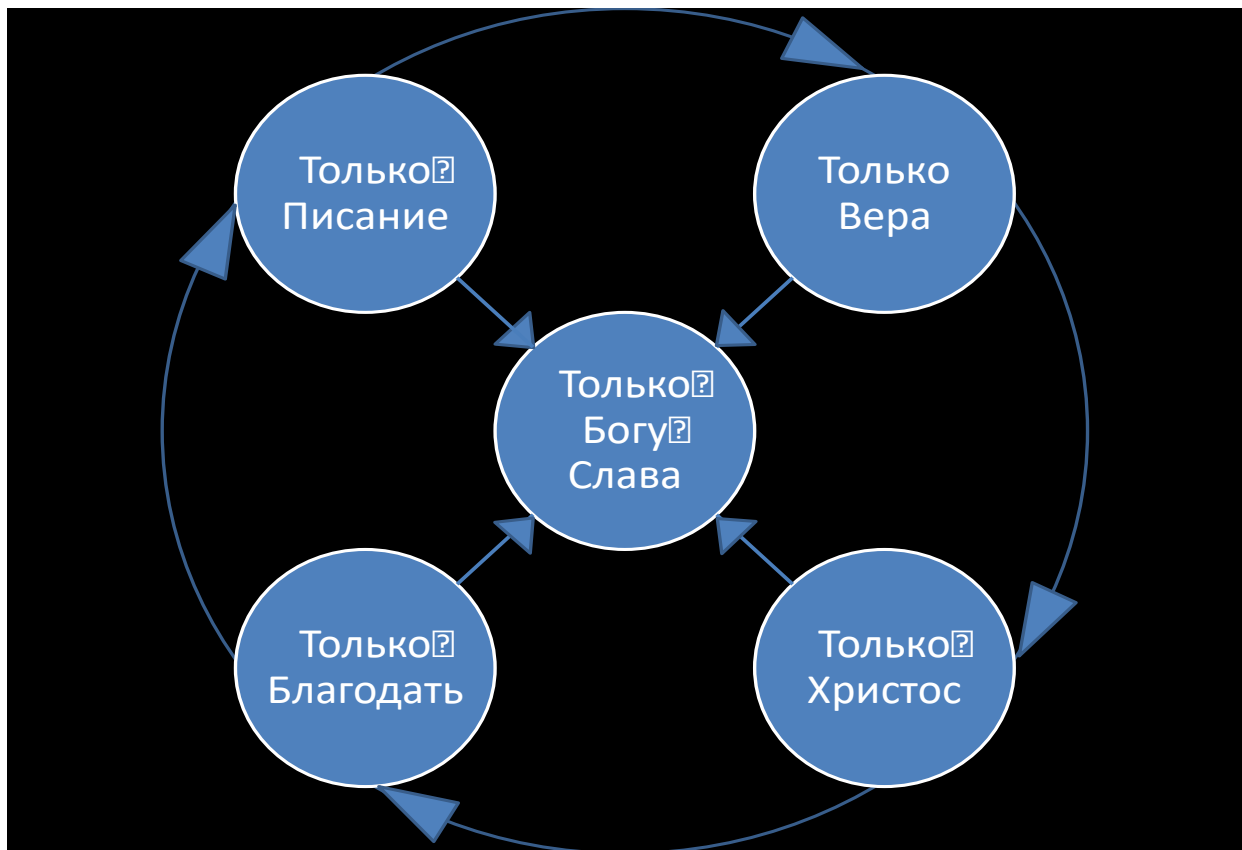 Только
Писание
Только
Вера
Только
Богу
Слава
Только
Благодать
Только
Христос